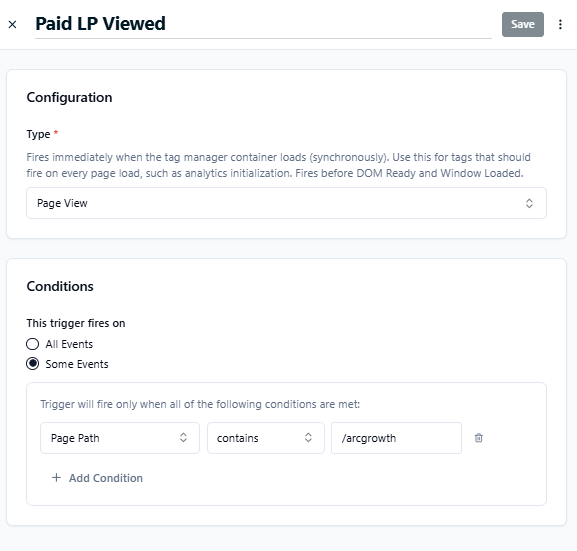 Paid LP Viewed
Save
Configuration
Type *
Fires immediately when the tag manager container loads (synchronously). Use this for tags that should
fire on every page load, such as analytics initialization. Fires before DOM Ready and Window Loaded.
Page View
Conditions
This trigger fires on
All Events
Some Events
Trigger will fire only when all of the following conditions are met:
Page Path contains /arcgrowth
+ Add Condition